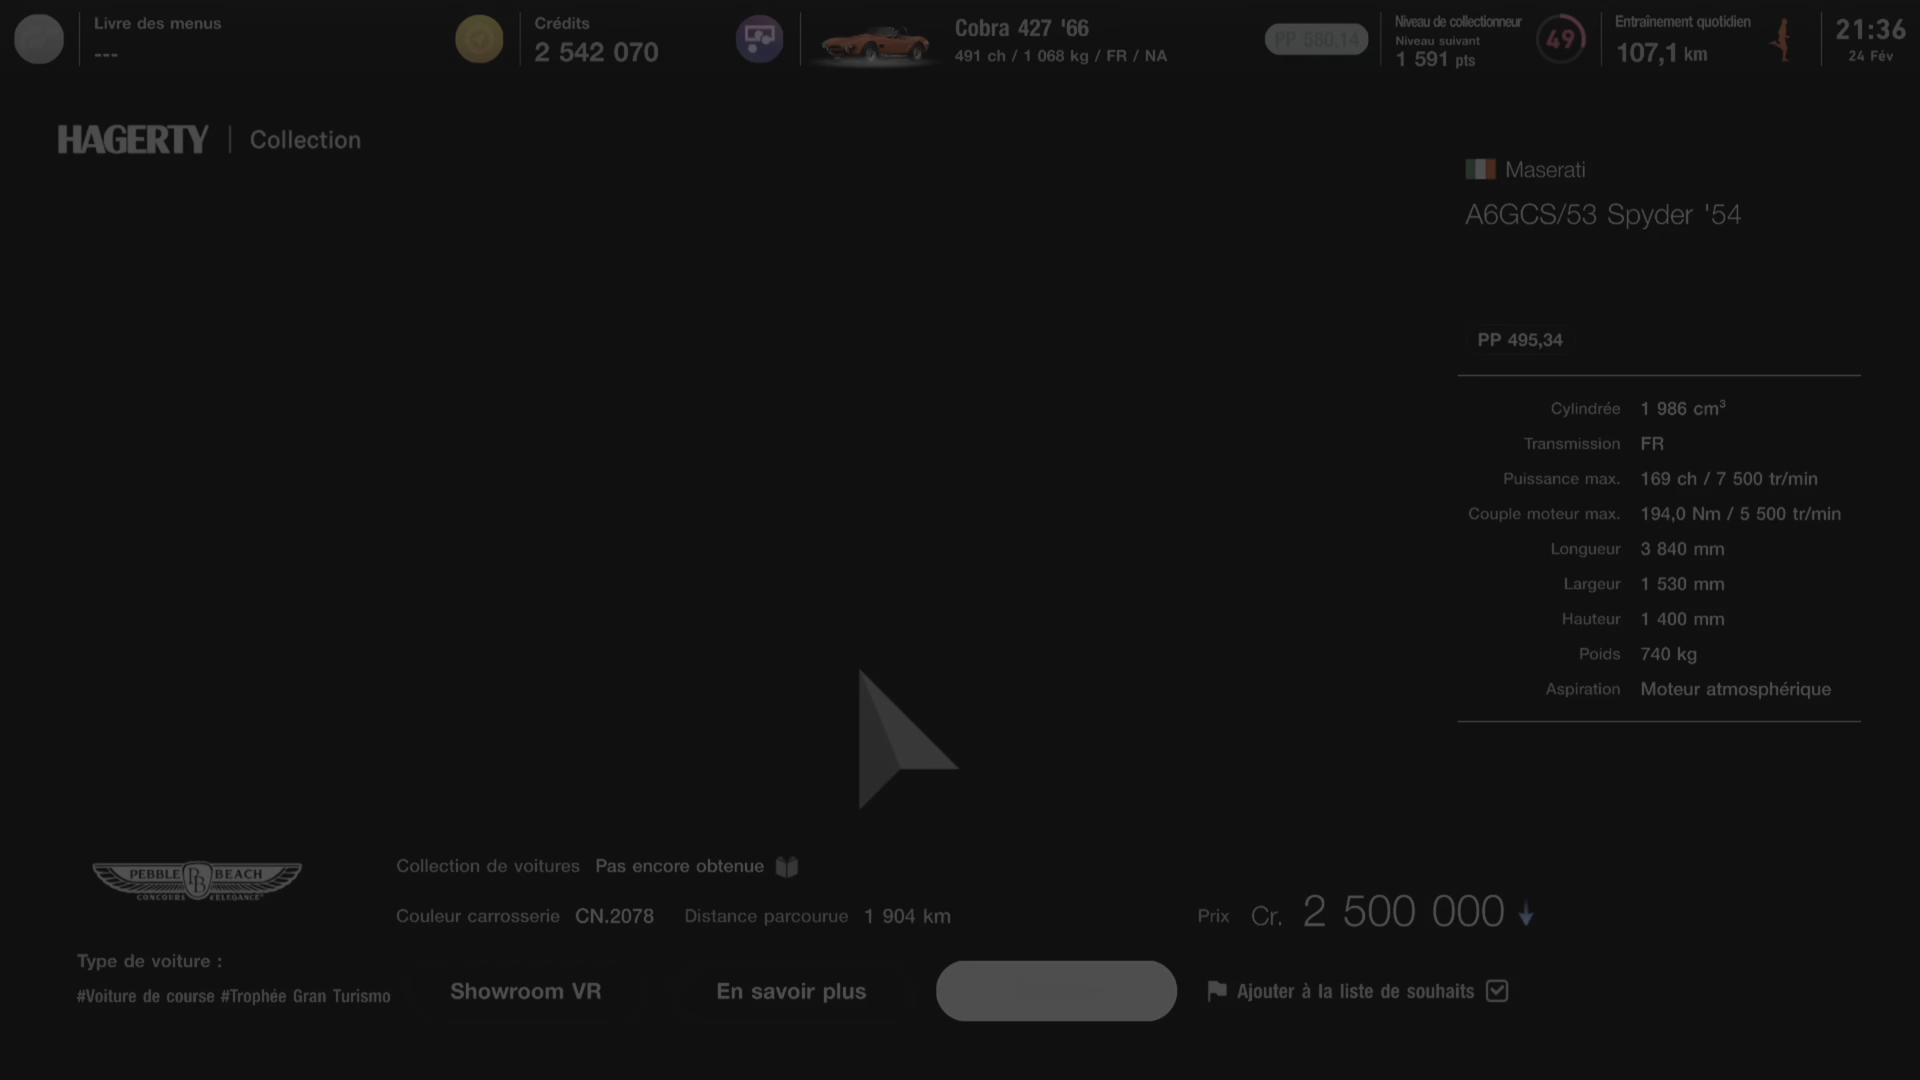 Livre des menus
---
Crédits
2 542 070
Cobra 427 '66
491 ch / 1 068 kg / FR / NA
PP 580,14
Niveau de collectionneur
Niveau suivant
1 591 pts
49
Entraînement quotidien
107,1 km
21:36
24 Fév
HAGERTY | Collection
Maserati
A6GCS/53 Spyder '54
PP 495,34
Cylindrée 1 986 cm³
Transmission FR
Puissance max. 169 ch / 7 500 tr/min
Couple moteur max. 194,0 Nm / 5 500 tr/min
Longueur 3 840 mm
Largeur 1 530 mm
Hauteur 1 400 mm
Poids 740 kg
Aspiration Moteur atmosphérique
PEBBLE PB BEACH
CONCOURS d'ELEGANCE
Collection de voitures Pas encore obtenue
Couleur carrosserie CN.2078 Distance parcourue 1 904 km
Prix Cr. 2 500 000
Type de voiture :
#Voiture de course #Trophée Gran Turismo
Showroom VR
En savoir plus
Ajouter à la liste de souhaits